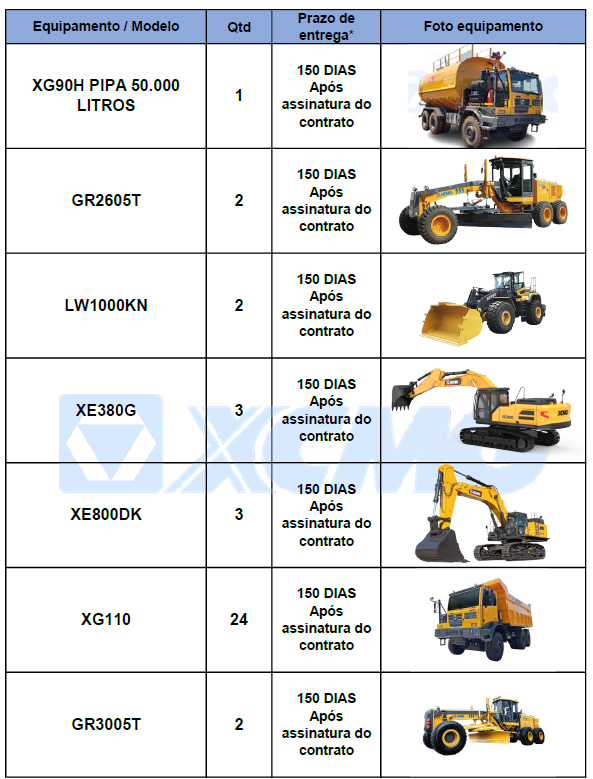 Equipamento / Modelo
Qtd
Prazo de
entrega*
Foto equipamento
XG90H PIPA 50.000
LITROS
1
150 DIAS
Após
assinatura do
contrato
GR2605T
2
150 DIAS
Após
assinatura do
contrato
LW1000KN
2
150 DIAS
Após
assinatura do
contrato
XE380G
3
150 DIAS
Após
assinatura do
contrato
XCMG
XE800DK
3
150 DIAS
Após
assinatura do
contrato
XG110
24
150 DIAS
Após
assinatura do
contrato
GR3005T
2
150 DIAS
Após
assinatura do
contrato
XCMG